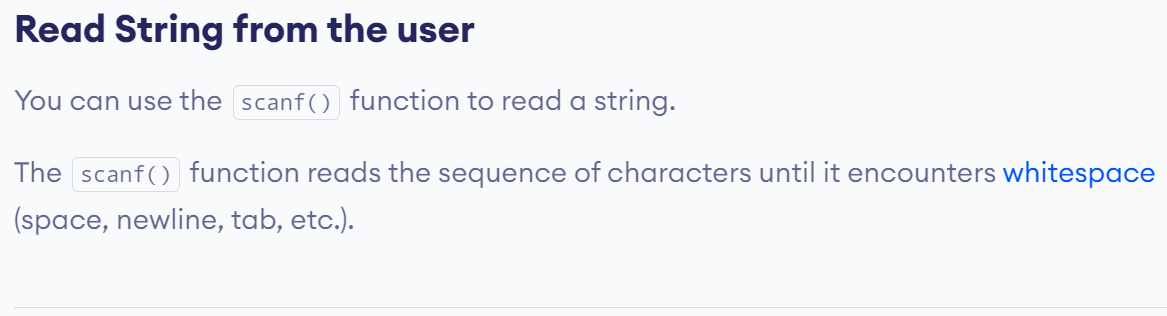 Read String from the user
You can use the scanf() function to read a string.
The scanf() function reads the sequence of characters until it encounters whitespace
(space, newline, tab, etc.).